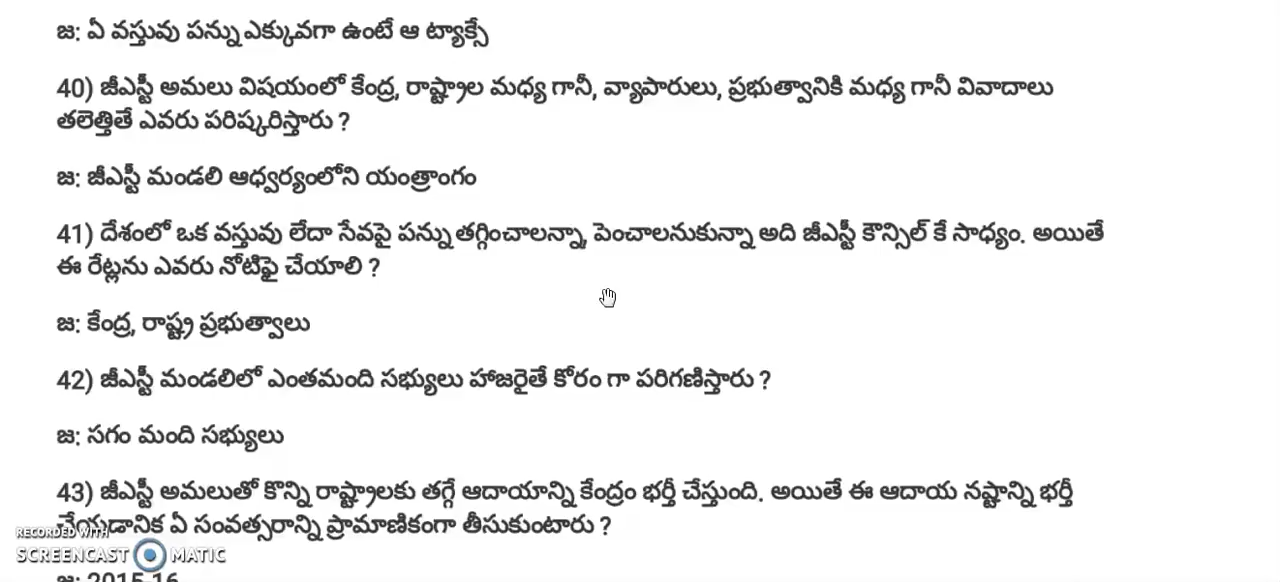 జ: ఏ వస్తువు పన్ను ఎక్కువగా ఉంటే ఆ ట్యాక్సే
40) జీఎస్టీ అమలు విషయంలో కేంద్ర, రాష్ట్రాల మధ్య గానీ, వ్యాపారులు, ప్రభుత్వానికి మధ్య గానీ వివాదాలు
తలెత్తితే ఎవరు పరిష్కరిస్తారు ?
జ: జీఎస్టీ మండలి ఆధ్వర్యంలోని యంత్రాంగం
41) దేశంలో ఒక వస్తువు లేదా సేవపై పన్ను తగ్గించాలన్నా, పెంచాలనుకున్నా అది జీఎస్టీ కౌన్సిల్ కే సాధ్యం. అయితే
ఈ రేట్లను ఎవరు నోటిఫై చేయాలి ?
జ: కేంద్ర, రాష్ట్ర ప్రభుత్వాలు
42) జీఎస్టీ మండలిలో ఎంతమంది సభ్యులు హాజరైతే కోరం గా పరిగణిస్తారు ?
జ: సగం మంది సభ్యులు
43) జీఎస్టీ అమలుతో కొన్ని రాష్ట్రాలకు తగ్గే ఆదాయాన్ని కేంద్రం భర్తీ చేస్తుంది. అయితే ఈ ఆదాయ నష్టాన్ని భర్తీ
చేయడానిక ఏ సంవత్సరాన్ని ప్రామాణికంగా తీసుకుంటారు ?
RECORDED WITH
SCREENCAST MATIC
జ: 2015-16